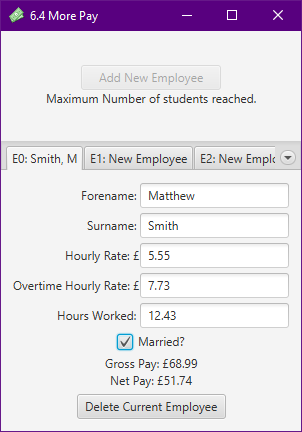 6.4 More Pay
Add New Employee
Maximum Number of students reached.
E0: Smith, M E1: New Employee E2: New Emplo
Forename: Matthew
Surname: Smith
Hourly Rate: £ 5.55
Overtime Hourly Rate: £ 7.73
Hours Worked: 12.43
Married?
Gross Pay: £68.99
Net Pay: £51.74
Delete Current Employee